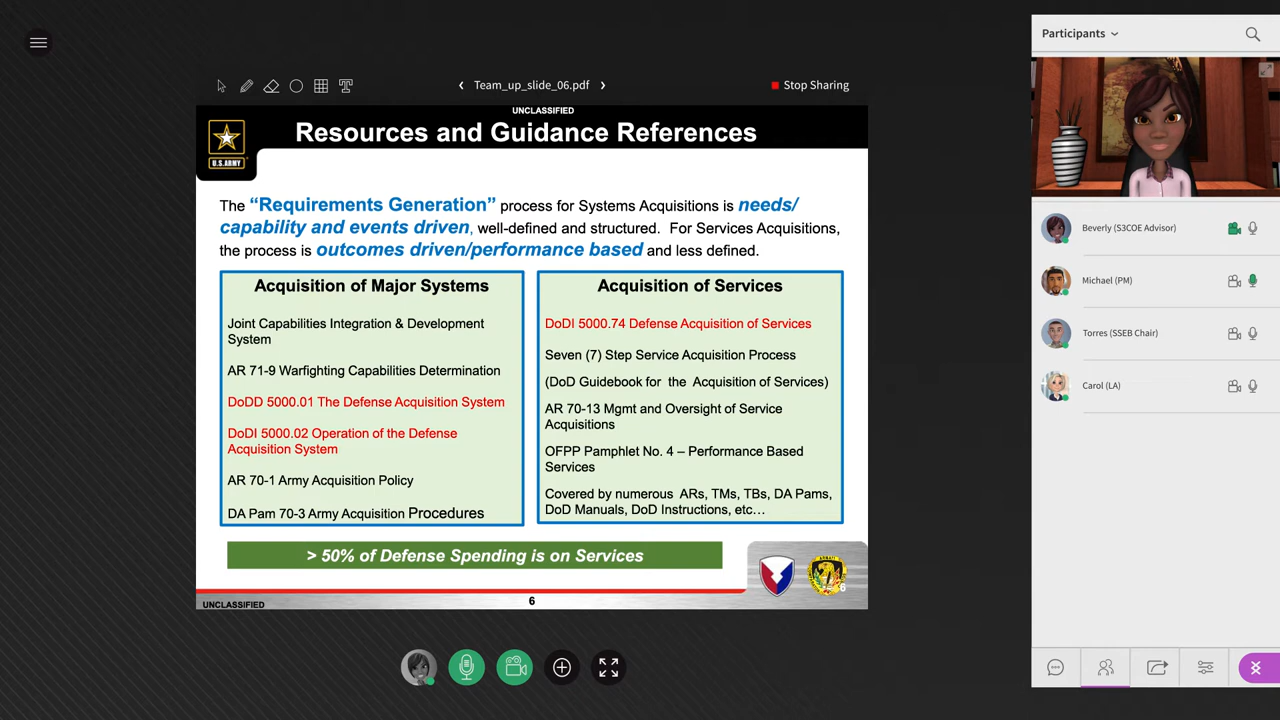 Participants
Team_up_slide_06.pdf
Stop Sharing
UNCLASSIFIED
Resources and Guidance References
U.S.ARMY
The “Requirements Generation” process for Systems Acquisitions is needs/
capability and events driven, well-defined and structured. For Services Acquisitions,
the process is outcomes driven/performance based and less defined.
Acquisition of Major Systems
Joint Capabilities Integration & Development
System
AR 71-9 Warfighting Capabilities Determination
DoDD 5000.01 The Defense Acquisition System
DoDI 5000.02 Operation of the Defense
Acquisition System
AR 70-1 Army Acquisition Policy
DA Pam 70-3 Army Acquisition Procedures
Acquisition of Services
DoDI 5000.74 Defense Acquisition of Services
Seven (7) Step Service Acquisition Process
(DoD Guidebook for the Acquisition of Services)
AR 70-13 Mgmt and Oversight of Service
Acquisitions
OFPP Pamphlet No. 4 – Performance Based
Services
Covered by numerous ARs, TMs, TBs, DA Pams,
DoD Manuals, DoD Instructions, etc…
> 50% of Defense Spending is on Services
6
UNCLASSIFIED
6
Beverly (S3COE Advisor)
Michael (PM)
Torres (SSEB Chair)
Carol (LA)